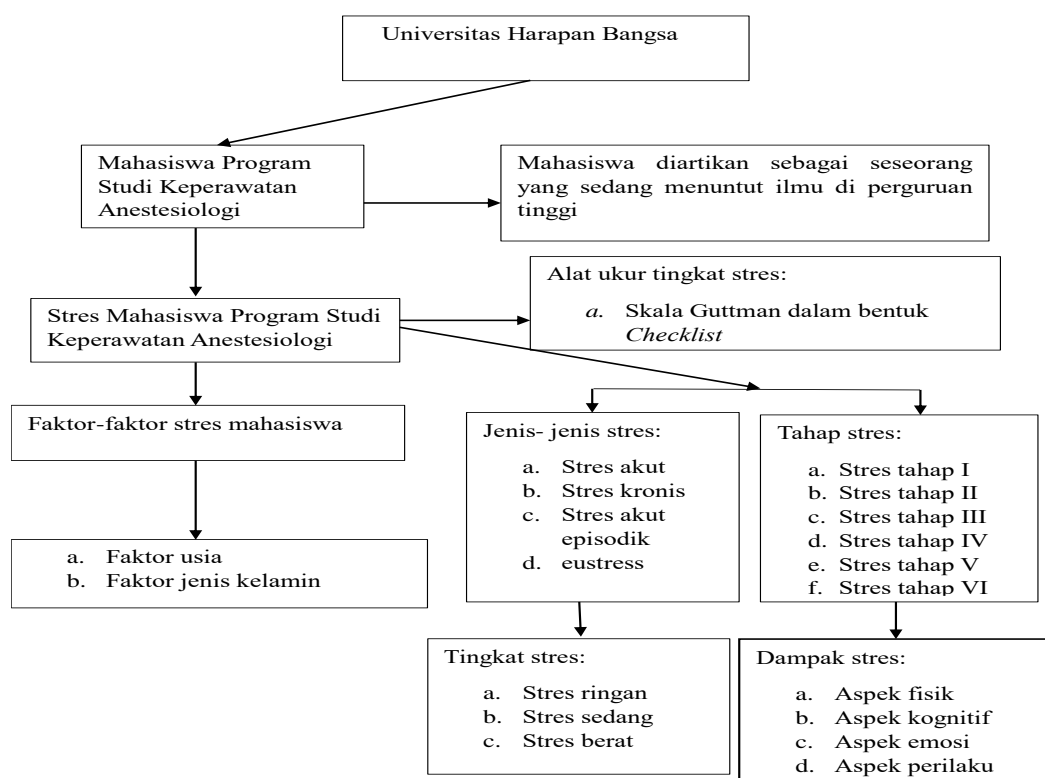 Universitas Harapan Bangsa
Mahasiswa Program
Studi Keperawatan
Anestesiologi
Mahasiswa diartikan sebagai seseorang
yang sedang menuntut ilmu di perguruan
tinggi
Alat ukur tingkat stres:
a. Skala Guttman dalam bentuk
Checklist
Stres Mahasiswa Program Studi
Keperawatan Anestesiologi
Faktor-faktor stres mahasiswa
a. Faktor usia
b. Faktor jenis kelamin
Jenis- jenis stres:
a. Stres akut
b. Stres kronis
c. Stres akut
episodik
d. eustress
Tahap stres:
a. Stres tahap I
b. Stres tahap II
c. Stres tahap III
d. Stres tahap IV
e. Stres tahap V
f. Stres tahap VI
Tingkat stres:
a. Stres ringan
b. Stres sedang
c. Stres berat
Dampak stres:
a. Aspek fisik
b. Aspek kognitif
c. Aspek emosi
d. Aspek perilaku